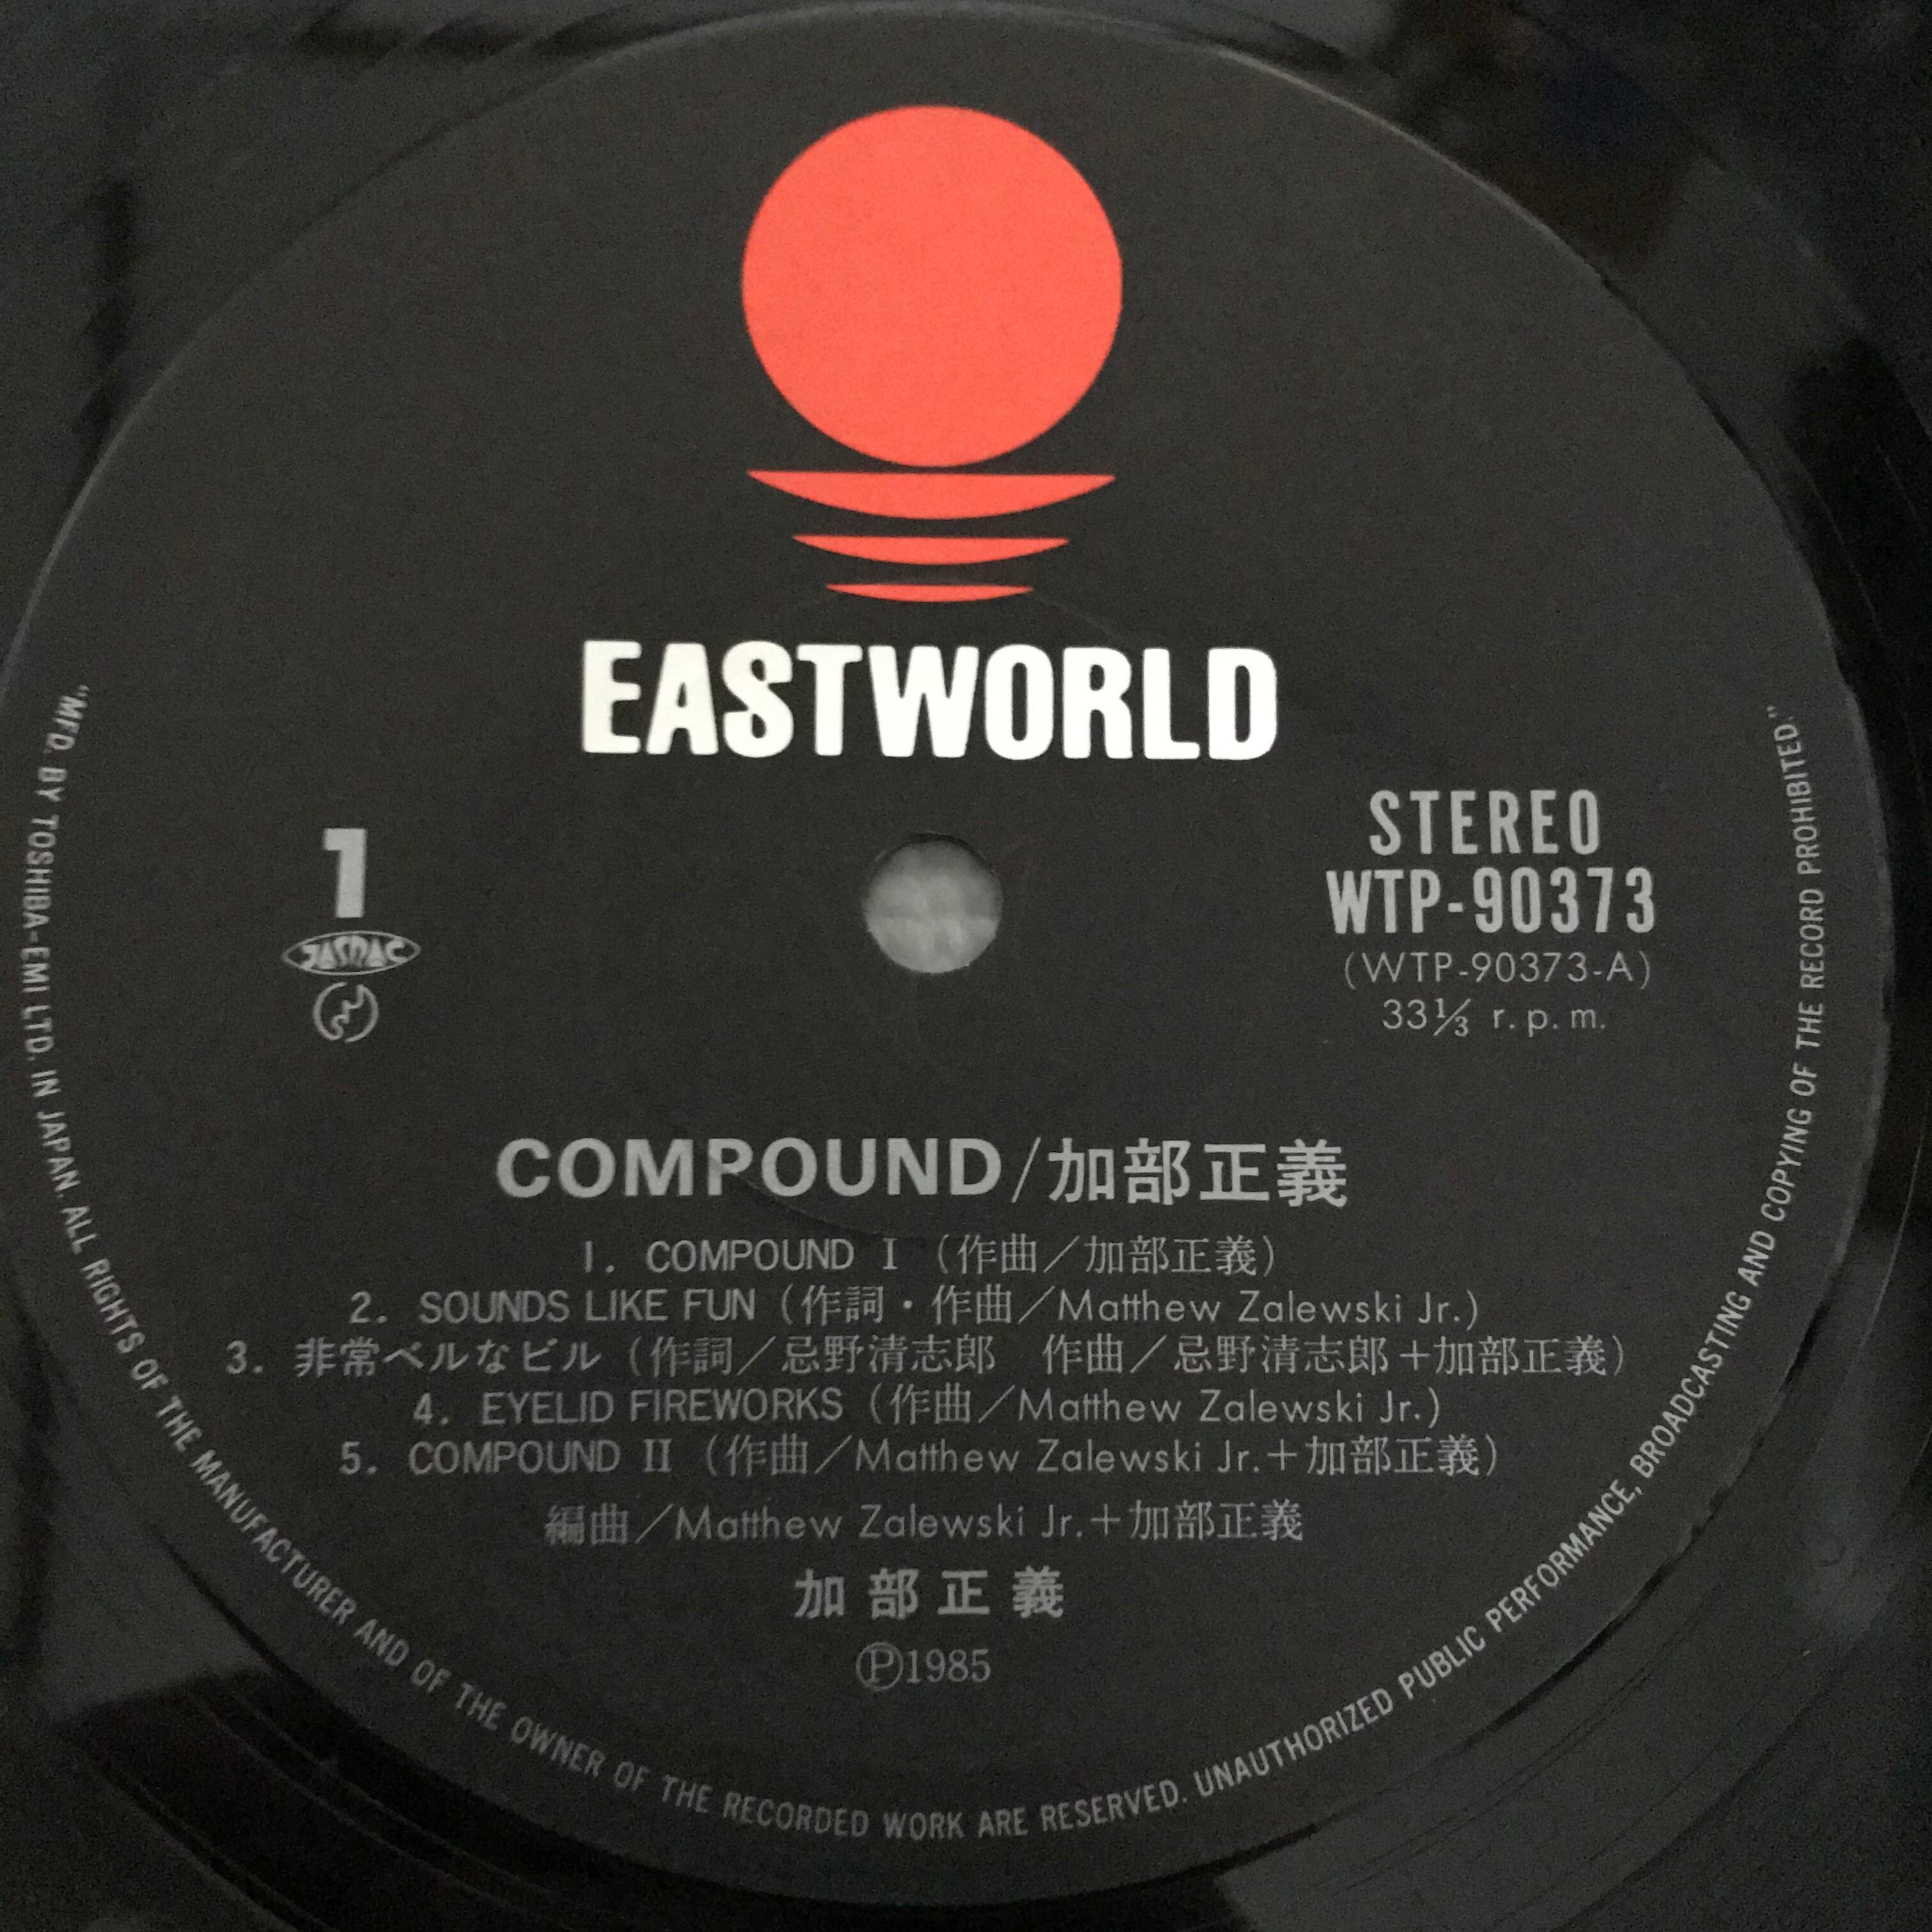 EASTWORLD
1
JASRAC
STEREO
WTP-90373
(WTP-90373-A)
33⅓ r.p.m.
COMPOUND/加部正義
1. COMPOUND I (作曲/加部正義)
2. SOUNDS LIKE FUN (作詞・作曲/Matthew Zalewski Jr.)
3. 非常ベルなビル (作詞/忌野清志郎 作曲/忌野清志郎+加部正義)
4. EYELID FIREWORKS (作曲/Matthew Zalewski Jr.)
5. COMPOUND II (作曲/Matthew Zalewski Jr.+加部正義)
編曲/Matthew Zalewski Jr.+加部正義
加部正義
Ⓟ1985
"MFD. BY TOSHIBA-EMI LTD. IN JAPAN. ALL RIGHTS OF THE MANUFACTURER AND OF THE OWNER OF THE RECORDED WORK ARE RESERVED. UNAUTHORIZED PUBLIC PERFORMANCE, BROADCASTING AND COPYING OF THE RECORD PROHIBITED."